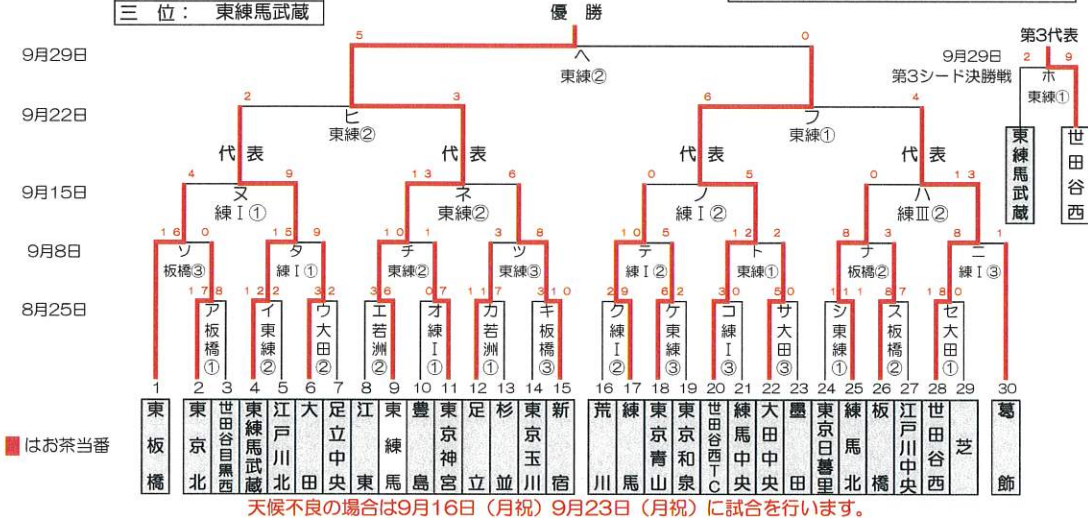 三 位： 東練馬武蔵
優 勝
5 0
9月29日
ヘ
東練②
第3代表
9月29日
2 9
第3シード決勝戦
ホ
東練①
東練馬武蔵
世田谷西
2 3 6 4
9月22日
ヒ フ
東練② 東練①
代 表 代 表 代 表 代 表
4 9 13 6 0 5 0 13
9月15日
ヌ ネ ノ ハ
練Ⅰ① 東練② 練Ⅰ② 練Ⅲ②
16 0 15 9 10 1 3 8 10 5 12 2 8 3 8 1
9月8日
ソ タ チ ツ テ ト ナ ニ
板橋③ 練Ⅰ① 東練② 東練③ 練Ⅰ② 東練① 板橋② 練Ⅰ③
17 8 12 2 3 2 3 6 0 7 11 7 3 10 2 9 6 2 3 0 5 0 1 11 8 7 18 0
8月25日
ア板橋① イ東練② ウ大田② エ若洲② オ練Ⅰ① カ若洲① キ板橋③ ク練Ⅰ② ケ東練③ コ練Ⅰ③ サ大田③ シ東練① ス板橋② セ大田①
1 2 3 4 5 6 7 8 9 10 11 12 13 14 15 16 17 18 19 20 21 22 23 24 25 26 27 28 29 30
東板橋
東京北
世田谷目黒西
東練馬武蔵
江戸川北
大田
足立中央
江東
東練馬
豊島
東京神宮
足立
杉並
東京玉川
新宿
荒川
練馬
東京青山
東京和泉
世田谷西TC
練馬中央
大田中央
墨田
東京日暮里
練馬北
板橋
江戸川中央
世田谷西
芝
葛飾
はお茶当番
天候不良の場合は9月16日（月祝）9月23日（月祝）に試合を行います。